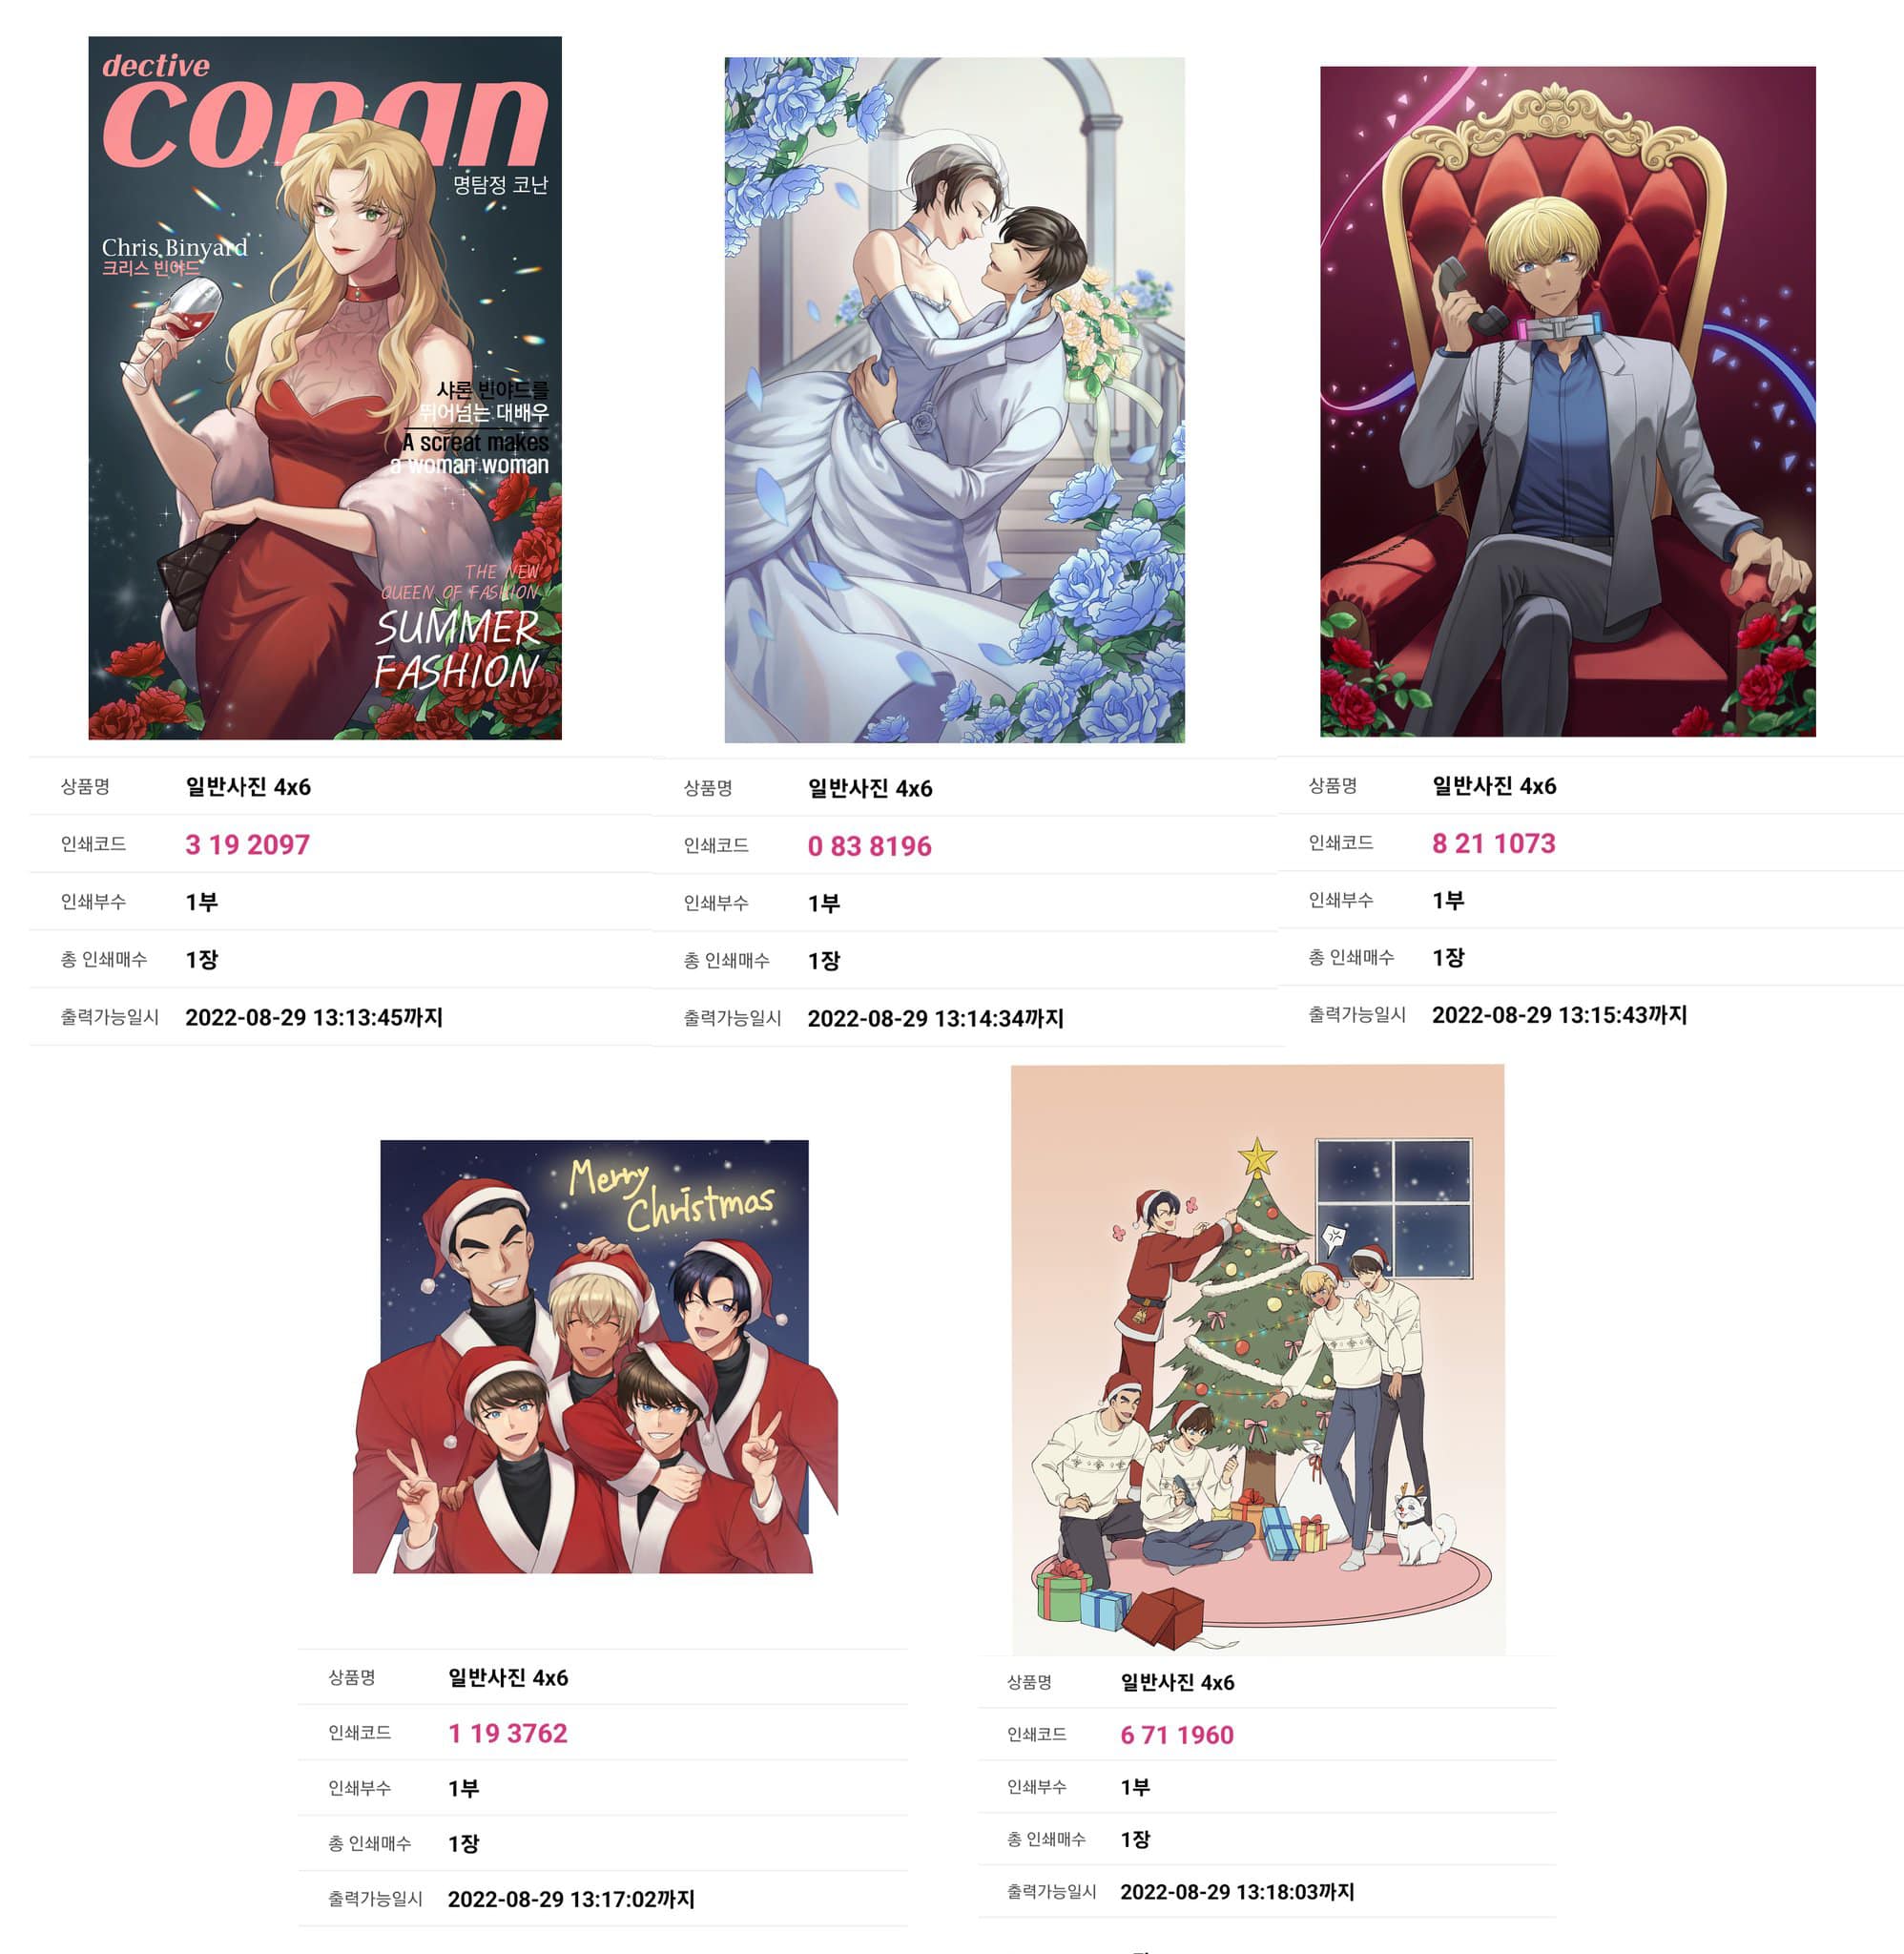 dective
conan
명탐정 코난
Chris Binyard
크리스 빈야드
샤론 빈야드를
뛰어넘는 대배우
A screat makes
a woman woman
THE NEW
QUEEN OF FASHION
SUMMER
FASHION
상품명 일반사진 4x6
인쇄코드 3 19 2097
인쇄부수 1부
총 인쇄매수 1장
출력가능일시 2022-08-29 13:13:45까지
상품명 일반사진 4x6
인쇄코드 0 83 8196
인쇄부수 1부
총 인쇄매수 1장
출력가능일시 2022-08-29 13:14:34까지
상품명 일반사진 4x6
인쇄코드 8 21 1073
인쇄부수 1부
총 인쇄매수 1장
출력가능일시 2022-08-29 13:15:43까지
Merry
Christmas
상품명 일반사진 4x6
인쇄코드 1 19 3762
인쇄부수 1부
총 인쇄매수 1장
출력가능일시 2022-08-29 13:17:02까지
상품명 일반사진 4x6
인쇄코드 6 71 1960
인쇄부수 1부
총 인쇄매수 1장
출력가능일시 2022-08-29 13:18:03까지